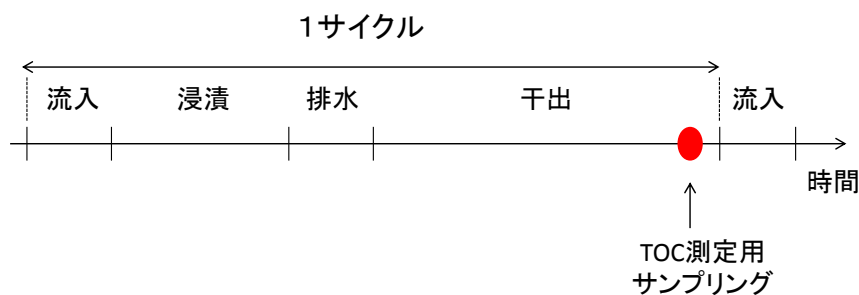 １サイクル
流入
浸漬
排水
干出
流入
時間
TOC測定用
サンプリング